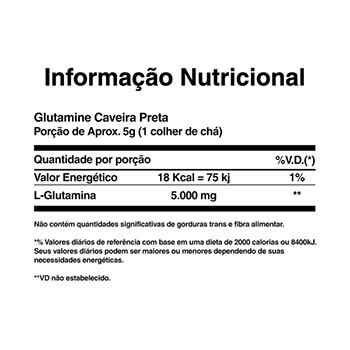 Informação Nutricional
Glutamine Caveira Preta
Porção de Aprox. 5g (1 colher de chá)
Quantidade por porção %V.D.(*)
Valor Energético 18 Kcal = 75 kj 1%
L-Glutamina 5.000 mg **
Não contém quantidades significativas de gorduras trans e fibra alimentar.
*% Valores diários de referência com base em uma dieta de 2000 calorias ou 8400kJ.
Seus valores diários podem ser maiores ou menores dependendo de suas
necessidades energéticas.
**VD não estabelecido.